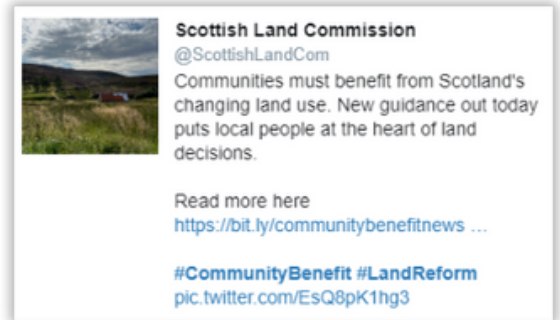 Scottish Land Commission
@ScottishLandCom
Communities must benefit from Scotland's
changing land use. New guidance out today
puts local people at the heart of land
decisions.
Read more here
https://bit.ly/communitybenefitnews …
#CommunityBenefit #LandReform
pic.twitter.com/EsQ8pK1hg3